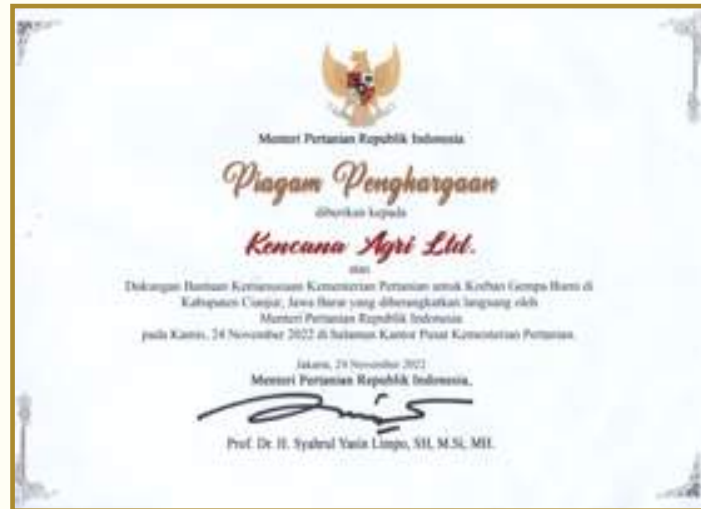 Menteri Pertanian Republik Indonesia
Piagam Penghargaan
diberikan kepada
Kencana Agri Ltd.
atas
Dukungan Bantuan Kemanusiaan Kementerian Pertanian untuk Korban Gempa Bumi di
Kabupaten Cianjur, Jawa Barat yang diberangkatkan langsung oleh
Menteri Pertanian Republik Indonesia
pada Kamis, 24 November 2022 di halaman Kantor Pusat Kementerian Pertanian.
Jakarta, 24 November 2022
Menteri Pertanian Republik Indonesia,
Prof. Dr. H. Syahrul Yasin Limpo, SH, M.Si, MH.